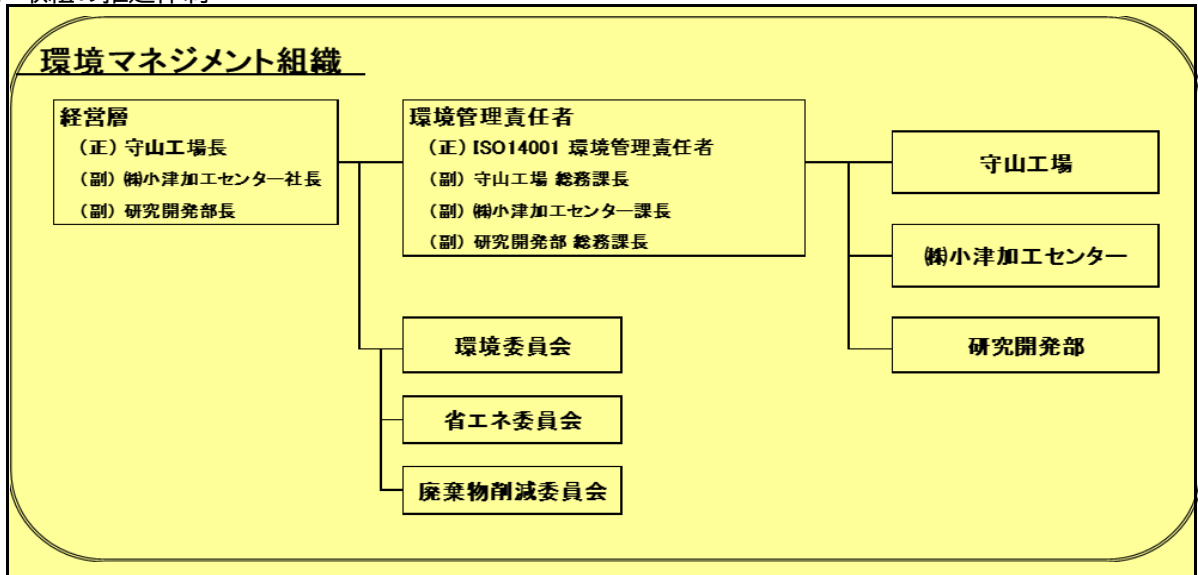 環境マネジメント組織
経営層
(正) 守山工場長
(副) ㈱小津加工センター社長
(副) 研究開発部長
環境管理責任者
(正) ISO14001 環境管理責任者
(副) 守山工場 総務課長
(副) ㈱小津加工センター課長
(副) 研究開発部 総務課長
守山工場
㈱小津加工センター
研究開発部
環境委員会
省エネ委員会
廃棄物削減委員会